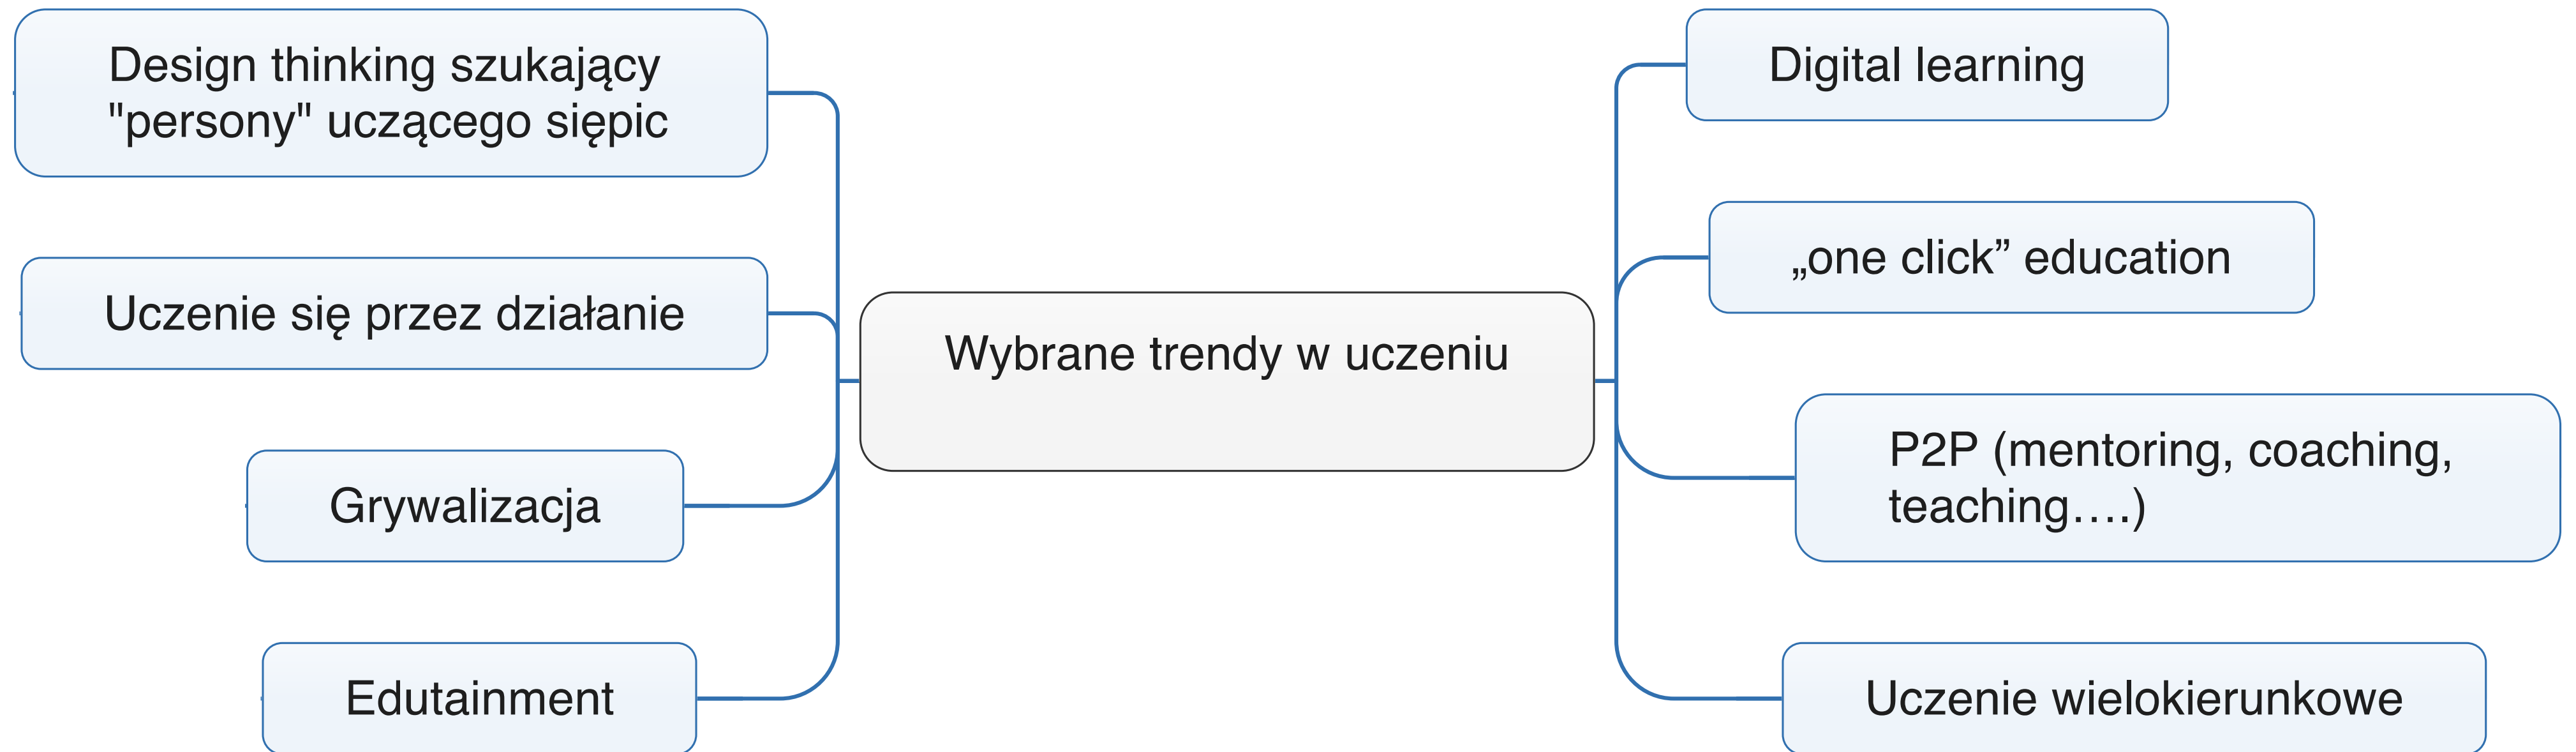 Design thinking szukający
"persony" uczącego siępic
Uczenie się przez działanie
Grywalizacja
Edutainment
Wybrane trendy w uczeniu
Digital learning
„one click” education
P2P (mentoring, coaching,
teaching….)
Uczenie wielokierunkowe